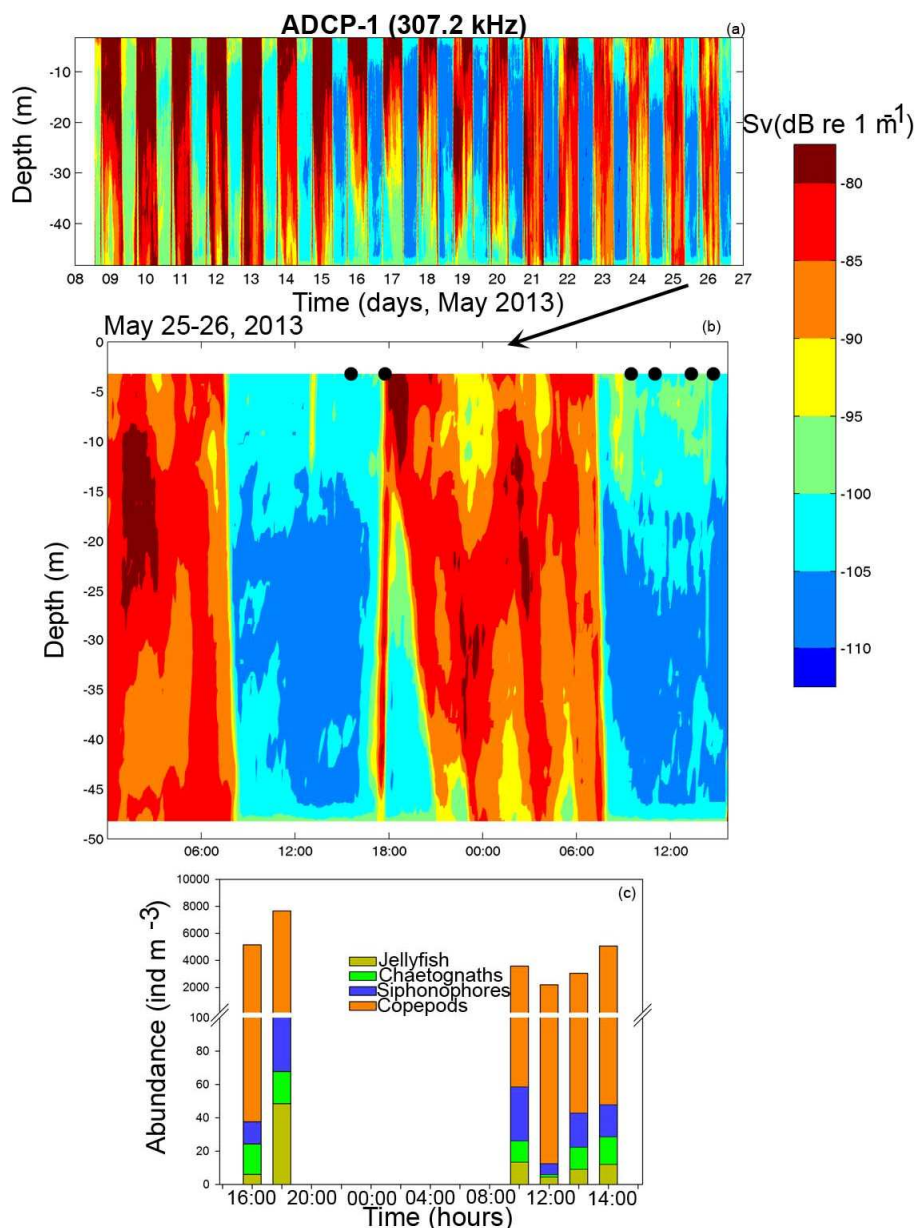 ADCP-1 (307.2 kHz)
(a)
-10
-20
-30
-40
Depth (m)
08 09 10 11 12 13 14 15 16 17 18 19 20 21 22 23 24 25 26 27
Time (days, May 2013)
Sv(dB re 1 m̄¹)
-80
-85
-90
-95
-100
-105
-110
May 25-26, 2013
(b)
0
-5
-10
-15
-20
-25
-30
-35
-40
-45
-50
Depth (m)
06:00 12:00 18:00 00:00 06:00 12:00
(c)
10000
8000
6000
4000
2000
100
80
60
40
20
0
Abundance (ind m -3)
Jellyfish
Chaetognaths
Siphonophores
Copepods
16:00 20:00 00:00 04:00 08:00 12:00 14:00
Time (hours)